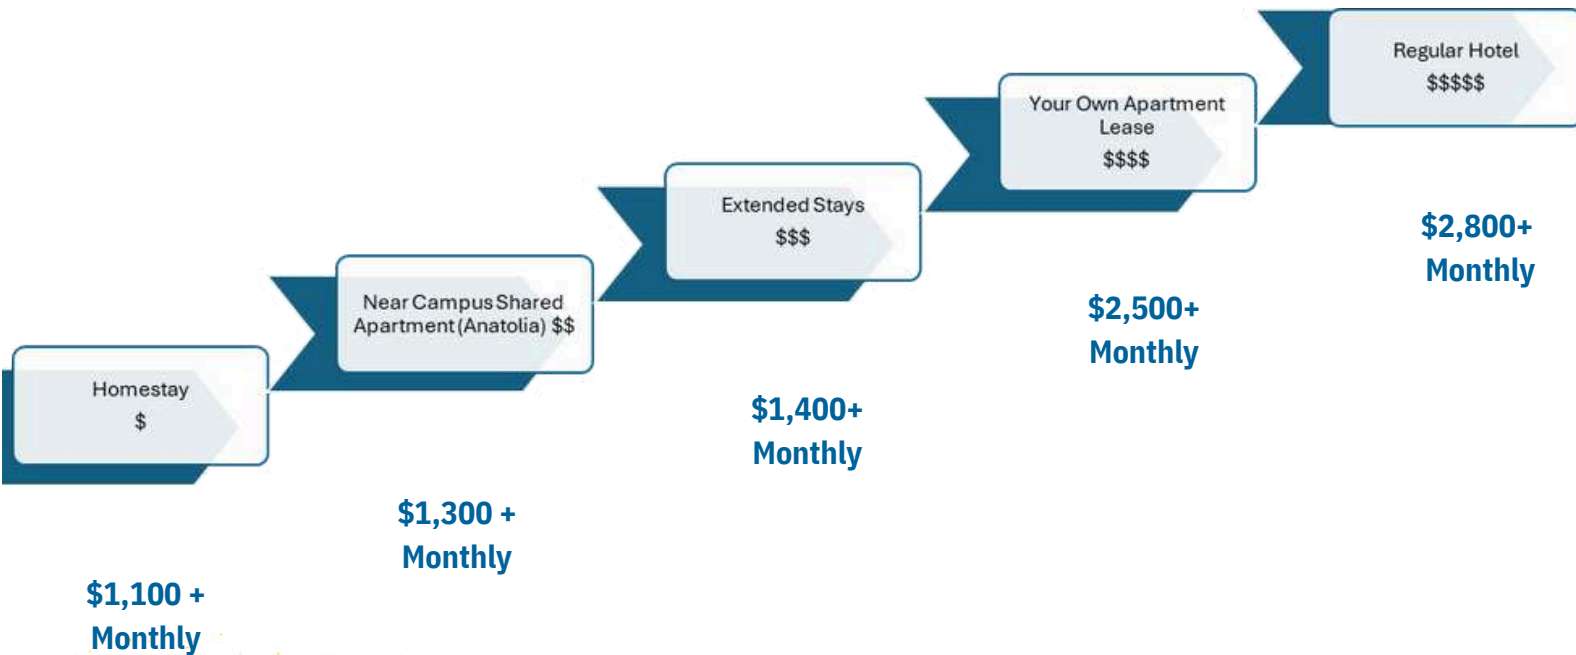 Homestay
$
$1,100 +
Monthly
Near Campus Shared
Apartment (Anatolia) $$
$1,300 +
Monthly
Extended Stays
$$$
$1,400+
Monthly
Your Own Apartment
Lease
$$$$
$2,500+
Monthly
Regular Hotel
$$$$$
$2,800+
Monthly